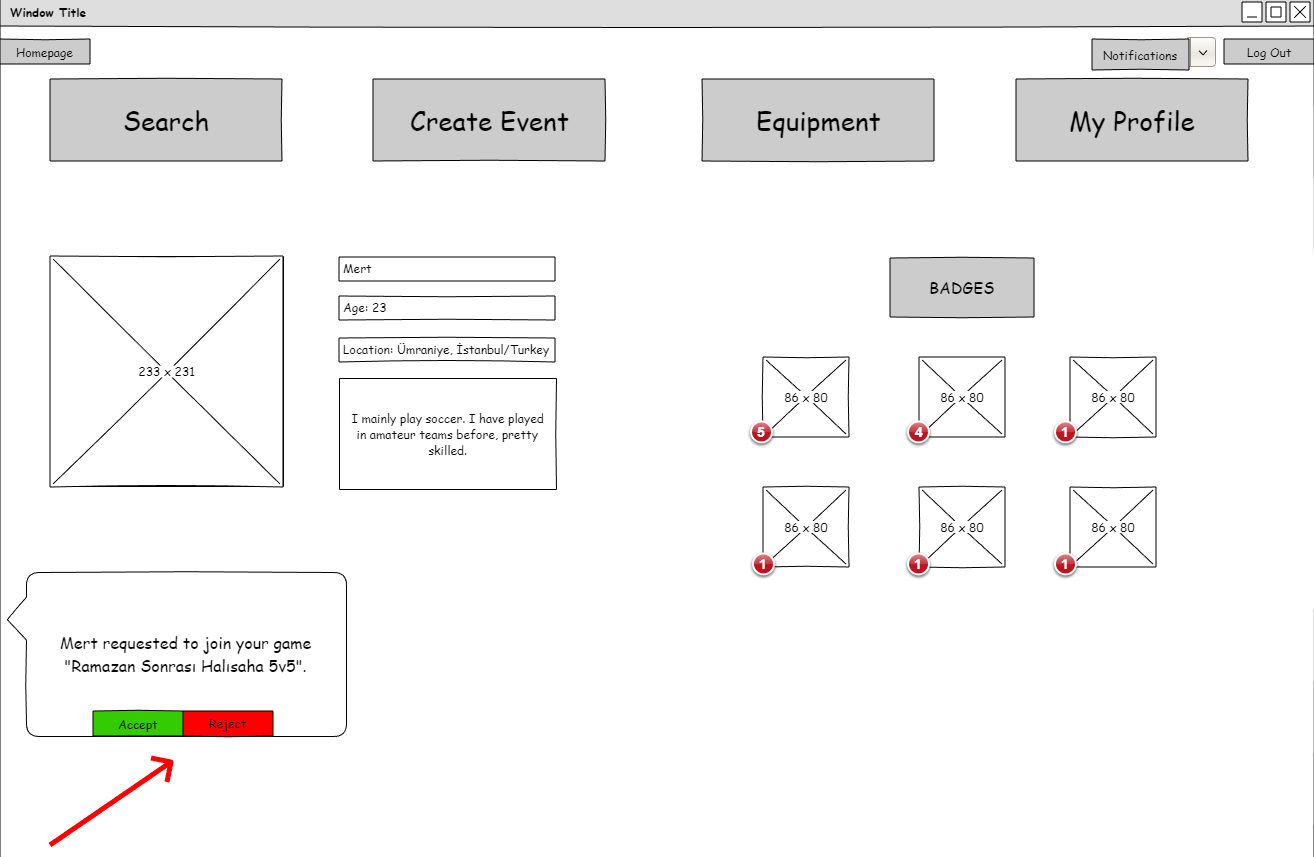 Window Title
Homepage
Notifications
Log Out
Search
Create Event
Equipment
My Profile
233 x 231
Mert
Age: 23
Location: Ümraniye, İstanbul/Turkey
I mainly play soccer. I have played
in amateur teams before, pretty
skilled.
BADGES
86 x 80
86 x 80
86 x 80
5
4
1
86 x 80
86 x 80
86 x 80
1
1
1
Mert requested to join your game
"Ramazan Sonrası Halısaha 5v5".
Accept
Reject